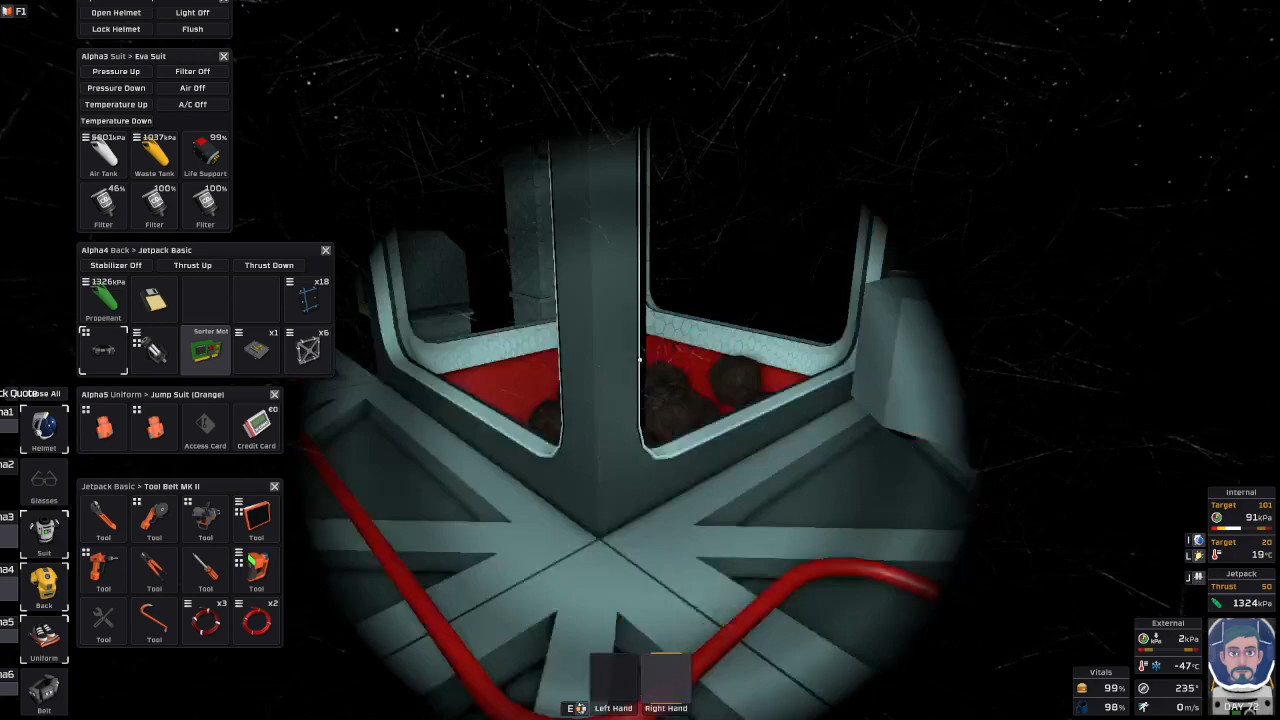 F1
Open Helmet Light Off
Lock Helmet Flush
Alpha3 Suit > Eva Suit
Pressure Up Filter Off
Pressure Down Air Off
Temperature Up A/C Off
Temperature Down
1037kPa 99%
Air Tank Waste Tank Life Support
46% 100% 100%
Filter Filter Filter
Alpha4 Back > Jetpack Basic
Stabilizer Off Thrust Up Thrust Down
1326kPa x18
Propellant
Sorter Mot x1 x6
Alpha5 Uniform > Jump Suit (Orange)
€0
Access Card Credit Card
Jetpack Basic > Tool Belt MK II
Tool Tool Tool Tool
Tool Tool Tool Tool
x3 x2
Tool Tool
Helmet
Glasses
Suit
Back
Uniform
Belt
E Left Hand Right Hand
Internal
Target 101
91kPa
Target 20
19°C
Jetpack
Thrust 50
1324kPa
External
2kPa
-47°C
235°
0m/s
Vitals
99%
98%
DAY 72